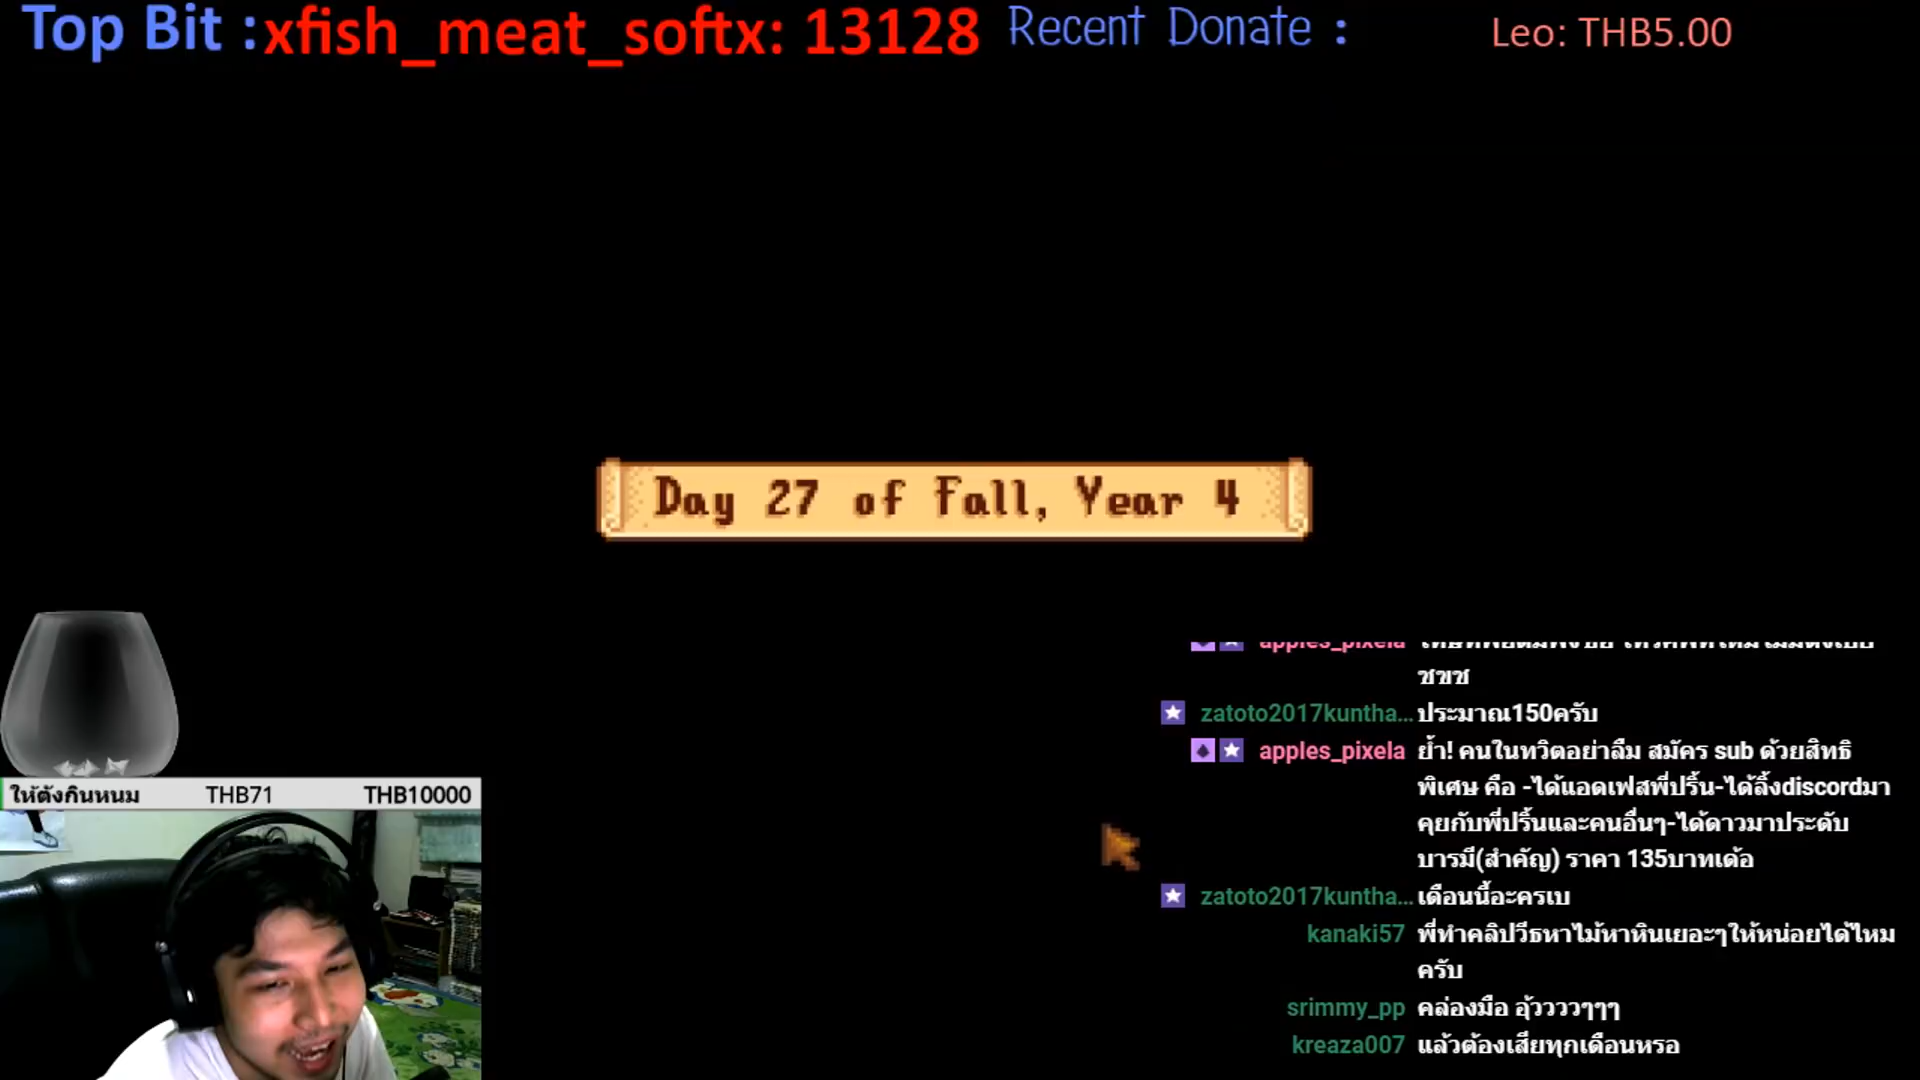 Top Bit :xfish_meat_softx: 13128 Recent Donate : Leo: THB5.00
Day 27 of Fall, Year 4
apples_pixela
ชขช
zatoto2017kuntha... ประมาณ150ครับ
apples_pixela ย้ำ! คนในทวิตอย่าลืม สมัคร sub ด้วยสิทธิ
พิเศษ คือ -ได้แอดเฟสพี่ปริ้น-ได้ลิ้งdiscordมา
คุยกับพี่ปริ้นและคนอื่นๆ-ได้ดาวมาประดับ
บารมี(สำคัญ) ราคา 135บาทเด้อ
zatoto2017kuntha... เดือนนี้อะครเบ
kanaki57 พี่ทำคลิปวีธหาไม้หาหินเยอะๆให้หน่อยได้ไหม
ครับ
srimmy_pp คล่องมือ อุ้ววววๆๆๆ
kreaza007 แล้วต้องเสียทุกเดือนหรอ
ให้ตังกินหนม THB71 THB10000